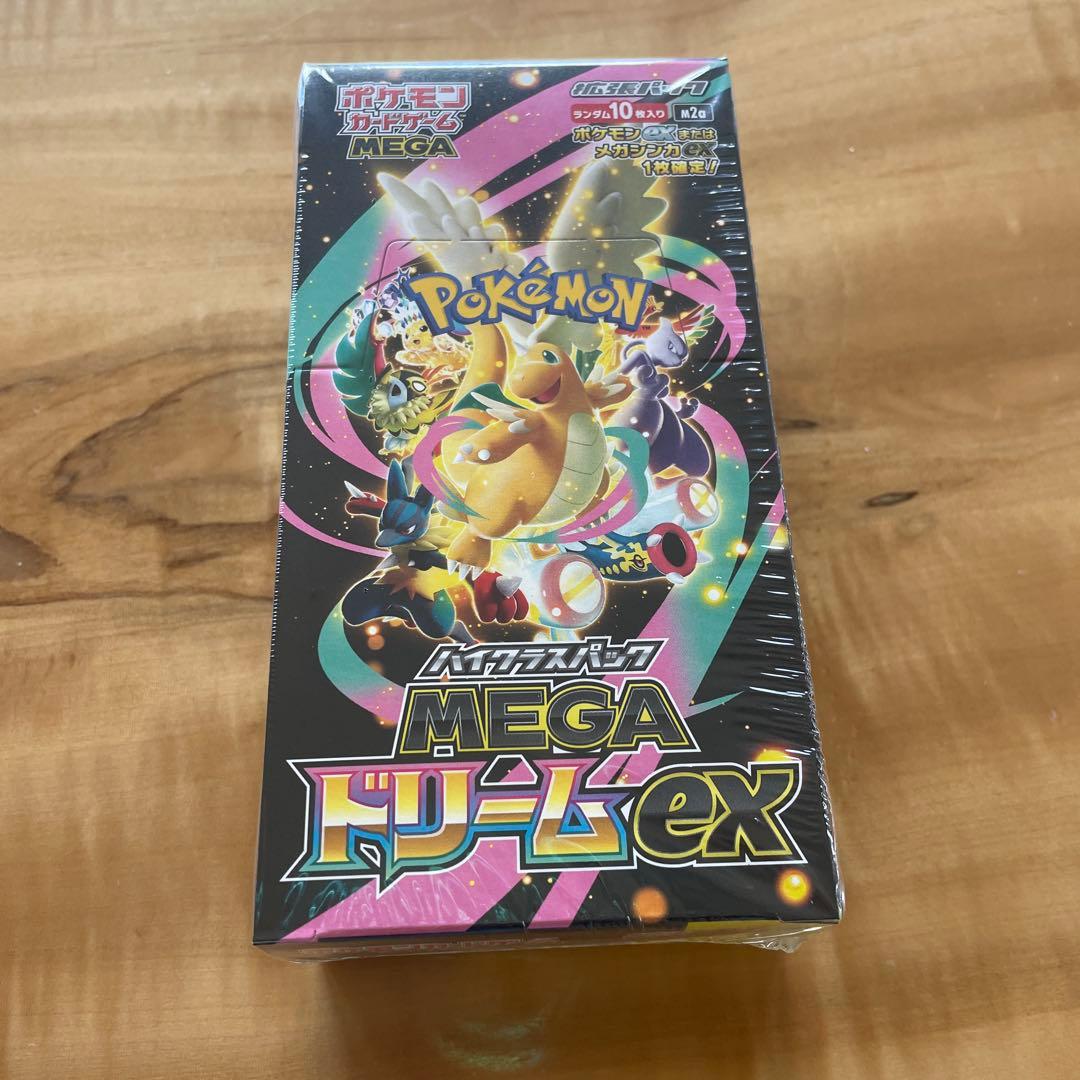 ポケモン
カードゲーム
MEGA
拡張パック
ランダム10枚入り M2a
ポケモンexまたは
メガシンカex
1枚確定!
POKéMON
TM
ハイクラスパック
MEGA
ドリームex